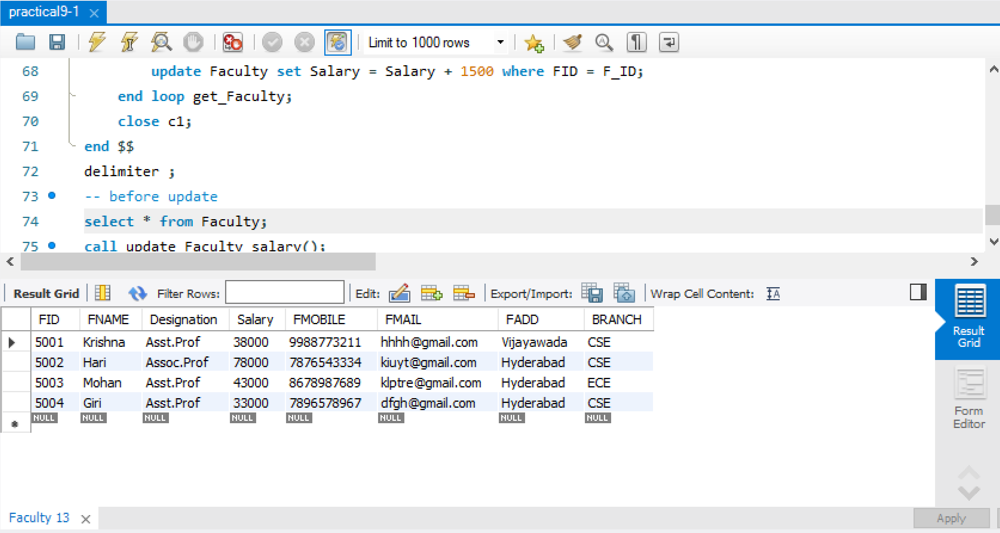 practical9-1
Limit to 1000 rows
68 update Faculty set Salary = Salary + 1500 where FID = F_ID;
69 end loop get_Faculty;
70 close c1;
71 end $$
72 delimiter ;
73 -- before update
74 select * from Faculty;
75 call update_Faculty_salary();
Result Grid Filter Rows: Edit: Export/Import: Wrap Cell Content:
FID FNAME Designation Salary FMOBILE FMAIL FADD BRANCH
5001 Krishna Asst.Prof 38000 9988773211 hhhh@gmail.com Vijayawada CSE
5002 Hari Assoc.Prof 78000 7876543334 kiuyt@gmail.com Hyderabad CSE
5003 Mohan Asst.Prof 43000 8678987689 klptre@gmail.com Hyderabad ECE
5004 Giri Asst.Prof 33000 7896578967 dfgh@gmail.com Hyderabad CSE
NULL NULL NULL NULL NULL NULL NULL NULL
Result
Grid
Form
Editor
Faculty 13
Apply